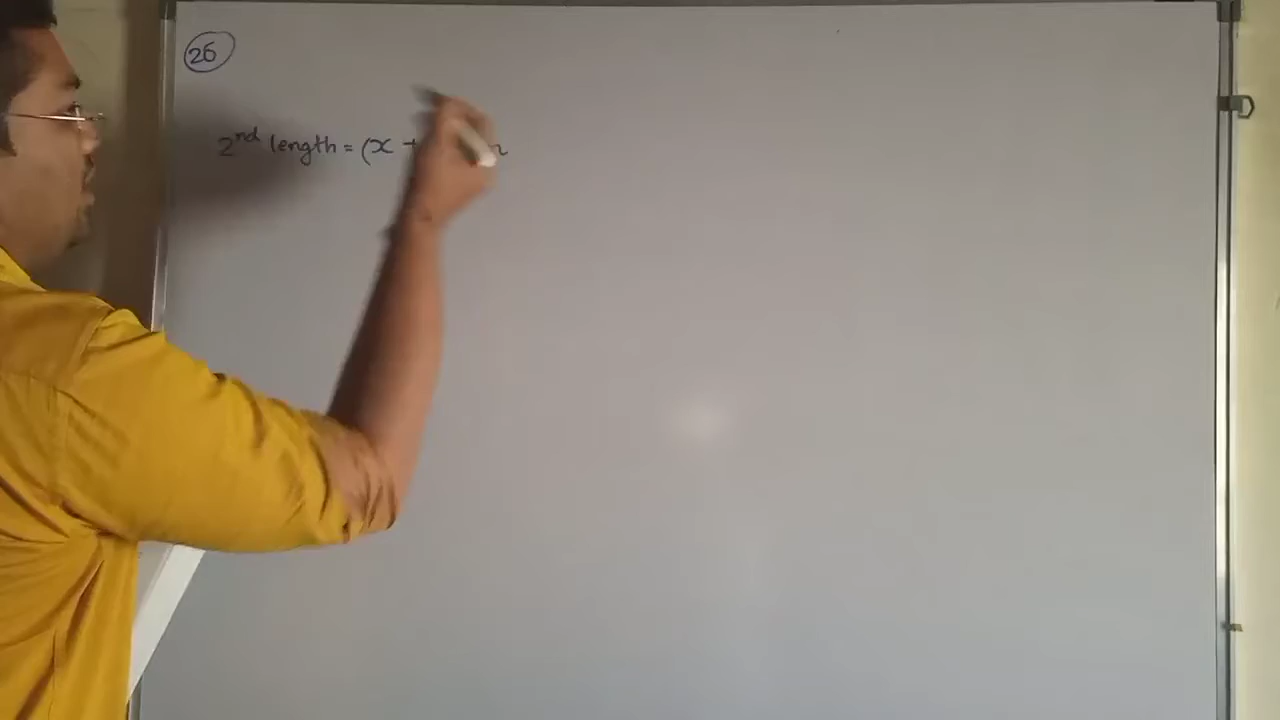 26
2nd length = (x +